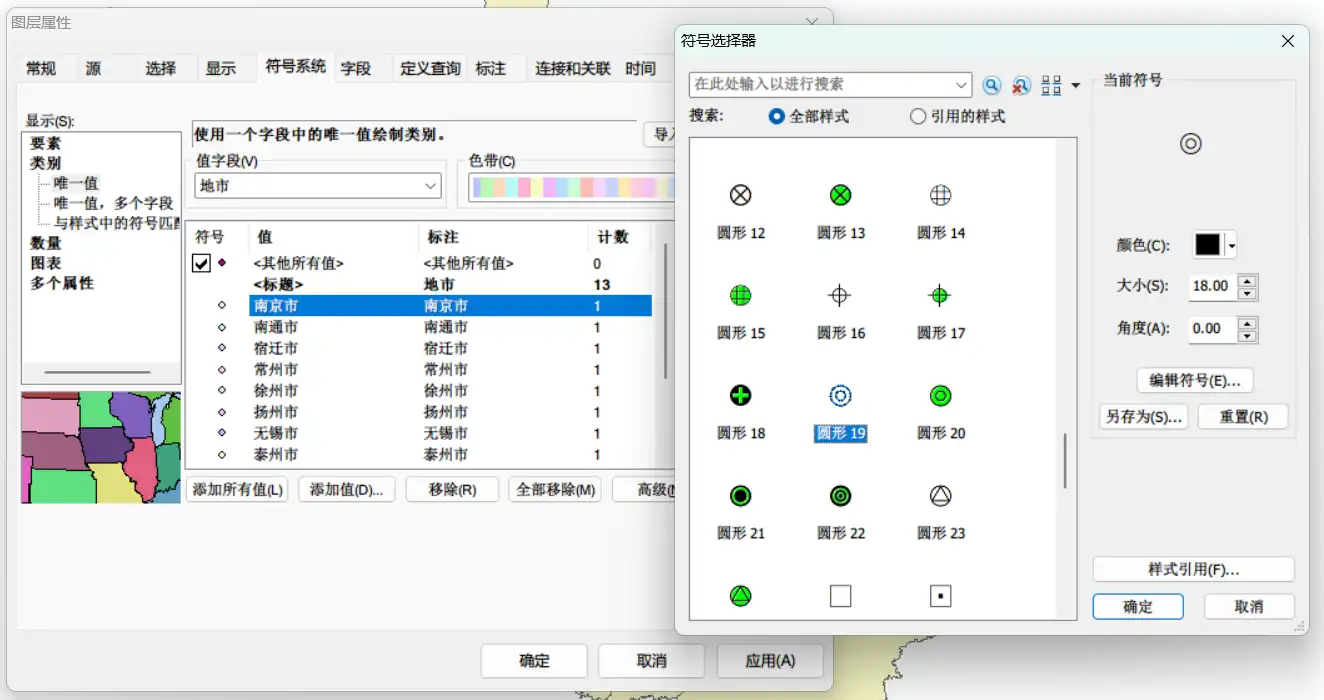 图层属性
常规 源 选择 显示 符号系统 字段 定义查询 标注 连接和关联 时间
显示(S):
要素
类别
唯一值
唯一值，多个字段
与样式中的符号匹配
数量
图表
多个属性
使用一个字段中的唯一值绘制类别。
值字段(V) 色带(C)
地市
符号 值 标注 计数
<其他所有值> <其他所有值> 0
<标题> 地市 13
南京市 南京市 1
南通市 南通市 1
宿迁市 宿迁市 1
常州市 常州市 1
徐州市 徐州市 1
扬州市 扬州市 1
无锡市 无锡市 1
泰州市 泰州市 1
添加所有值(L) 添加值(D)... 移除(R) 全部移除(M) 高级
确定 取消 应用(A)
符号选择器
在此处输入以进行搜索
搜索: 全部样式 引用的样式
圆形 12 圆形 13 圆形 14
圆形 15 圆形 16 圆形 17
圆形 18 圆形 19 圆形 20
圆形 21 圆形 22 圆形 23
当前符号
颜色(C):
大小(S): 18.00
角度(A): 0.00
编辑符号(E)...
另存为(S)... 重置(R)
样式引用(F)...
确定 取消